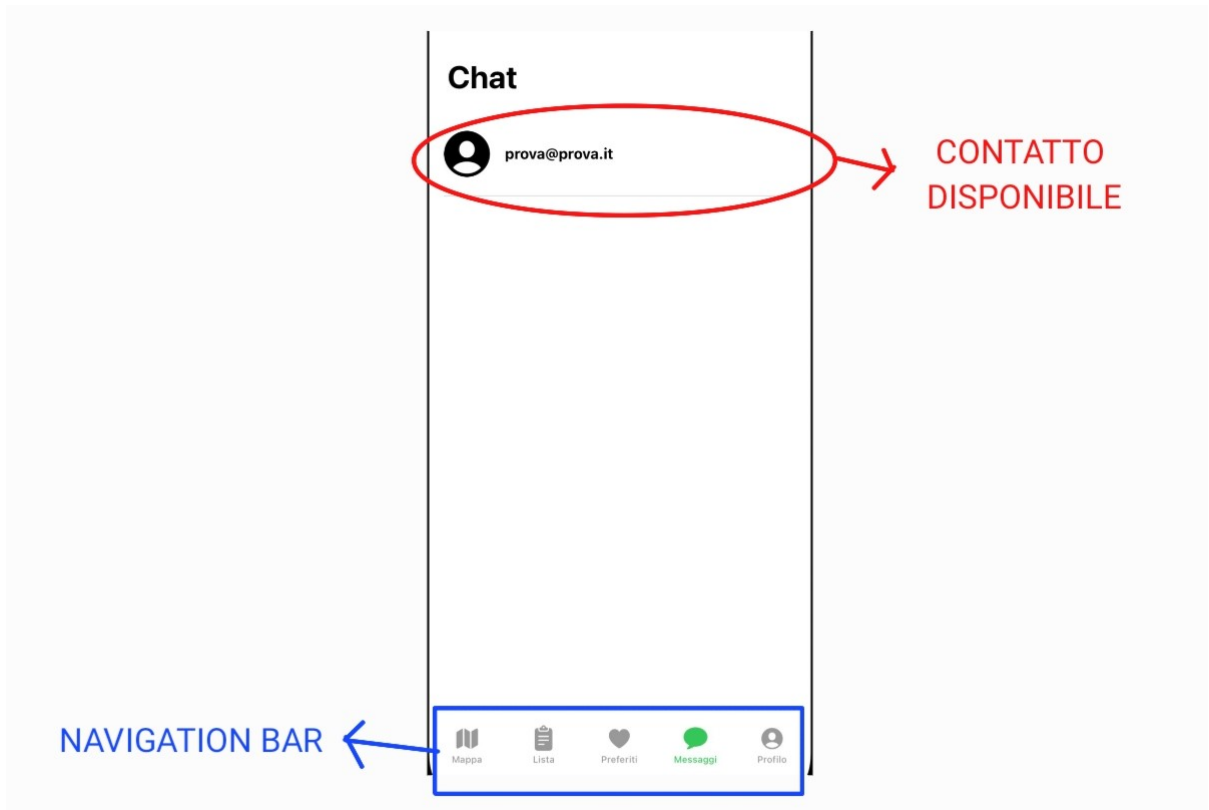 Chat
prova@prova.it
CONTATTO
DISPONIBILE
NAVIGATION BAR
Mappa Lista Preferiti Messaggi Profilo